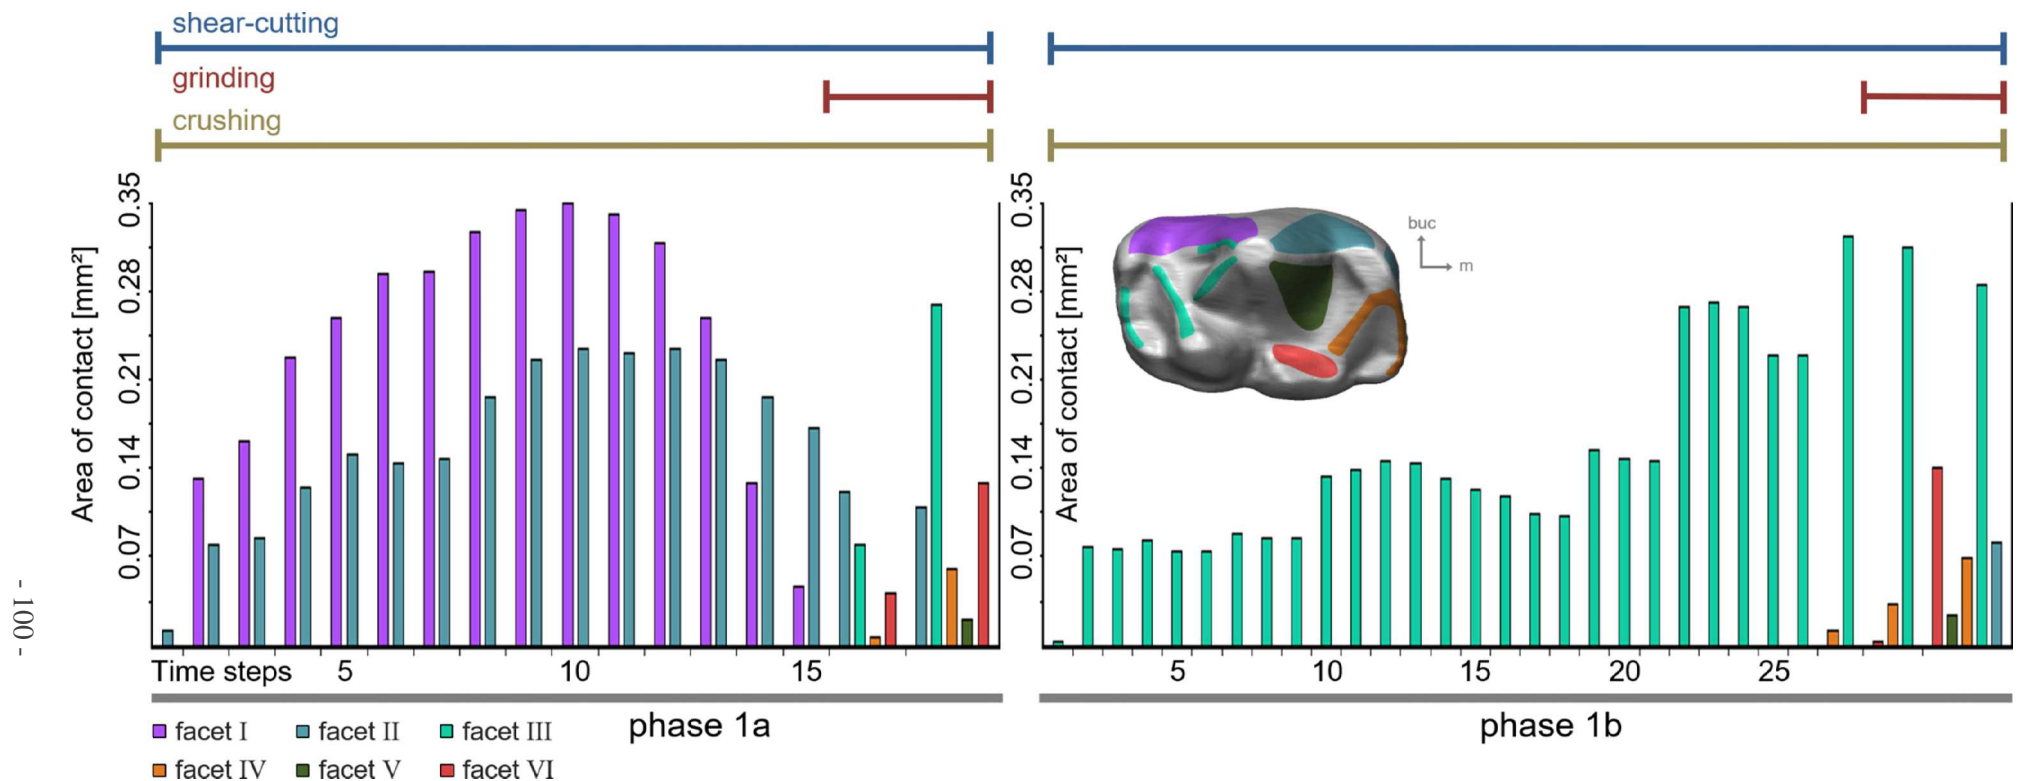 shear-cutting
grinding
crushing
0.35
0.28
0.21
0.14
0.07
Area of contact [mm²]
Time steps 5 10 15
phase 1a
0.35
0.28
0.21
0.14
0.07
Area of contact [mm²]
buc
m
5 10 15 20 25
phase 1b
facet I facet II facet III
facet IV facet V facet VI
- 100 -